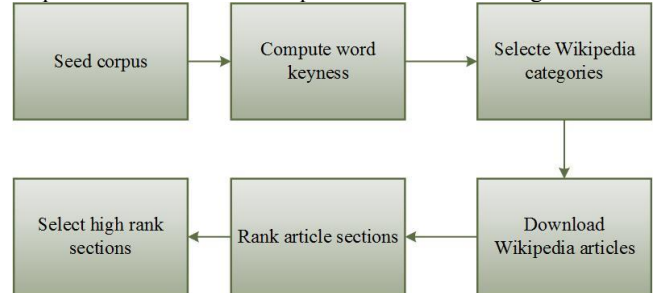 Seed corpus
Compute word
keyness
Selecte Wikipedia
categories
Select high rank
sections
Rank article sections
Download
Wikipedia articles